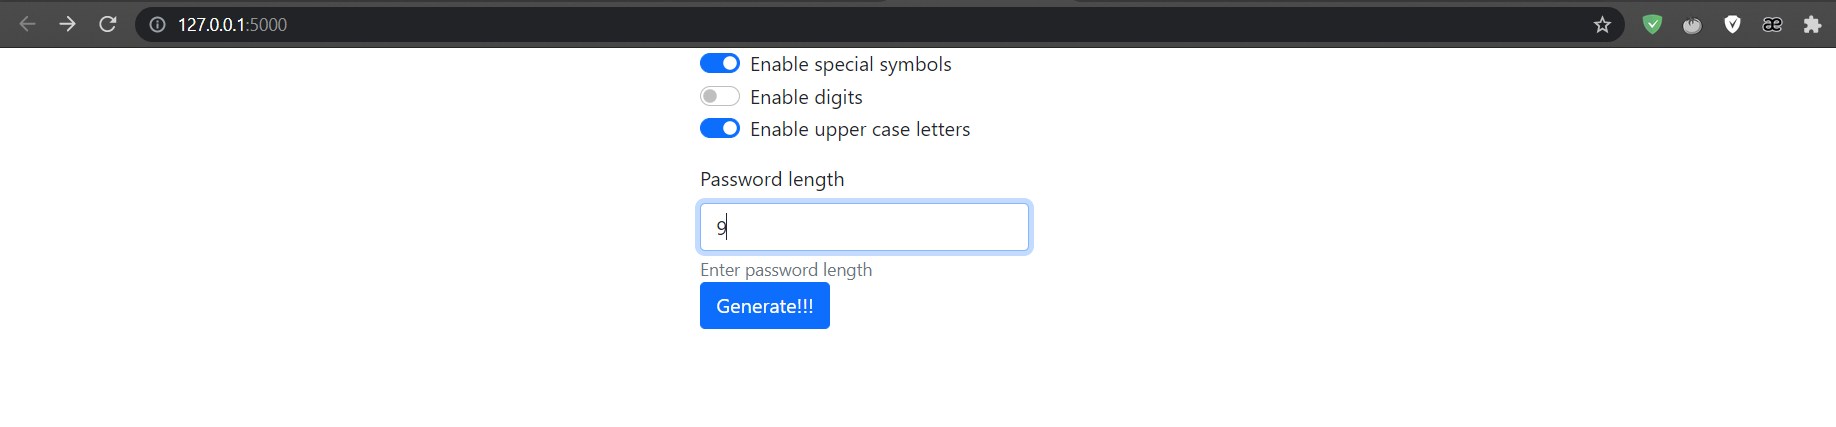 127.0.0.1:5000
æ
Enable special symbols
Enable digits
Enable upper case letters
Password length
9
Enter password length
Generate!!!